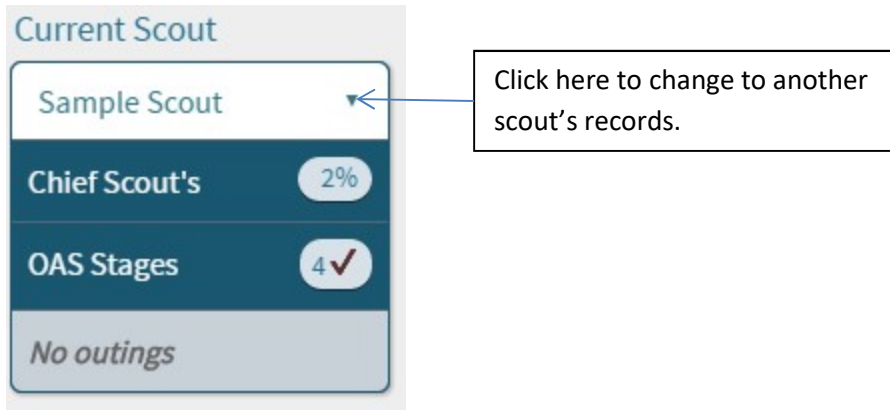 Current Scout
Sample Scout
Click here to change to another
scout's records.
Chief Scout's 2%
OAS Stages 4✔
No outings